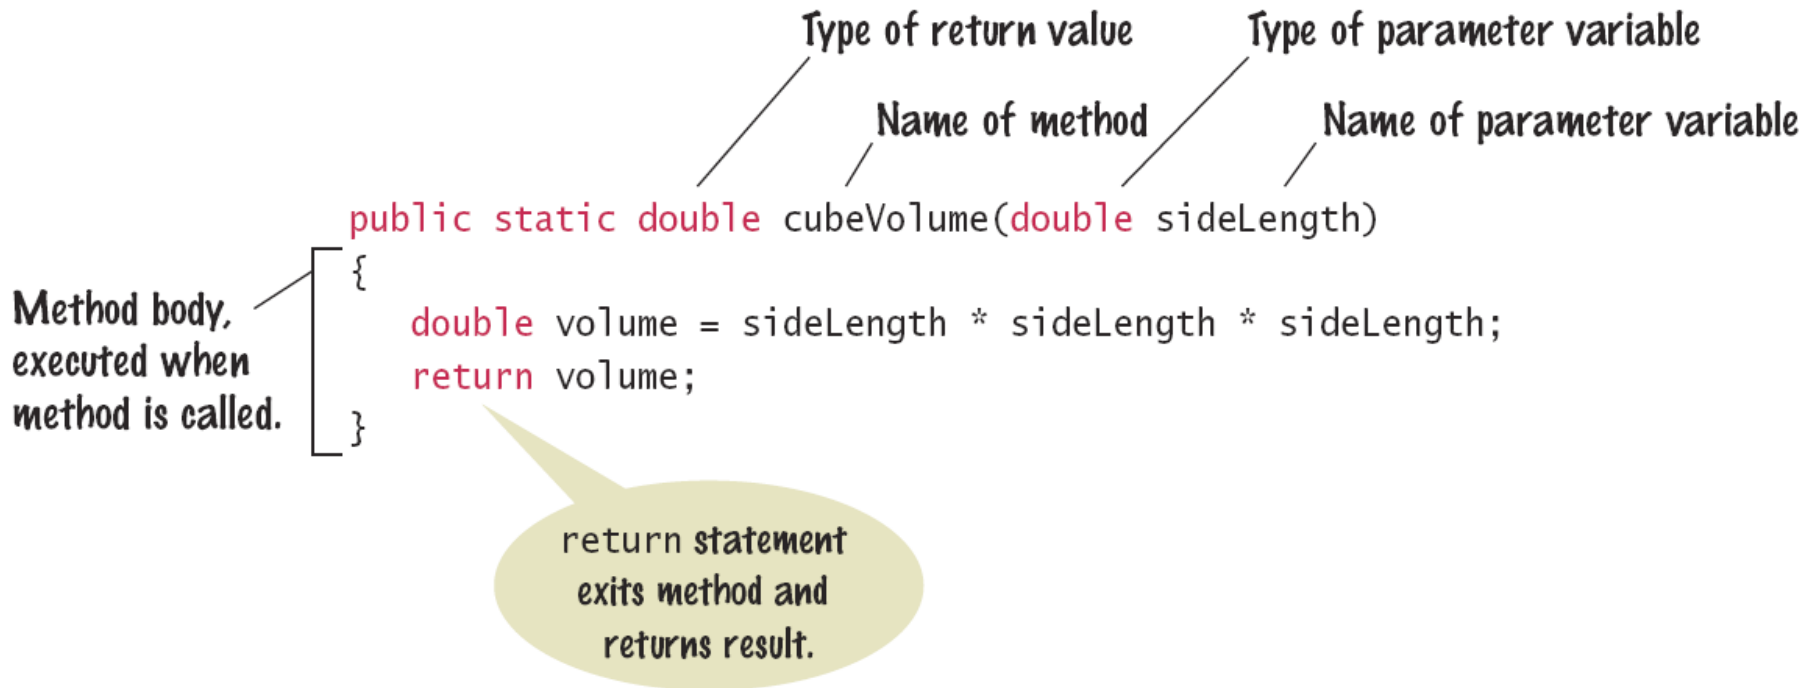 Type of return value
Type of parameter variable
Name of method
Name of parameter variable
public static double cubeVolume(double sideLength)
{
double volume = sideLength * sideLength * sideLength;
return volume;
}
Method body,
executed when
method is called.
return statement
exits method and
returns result.